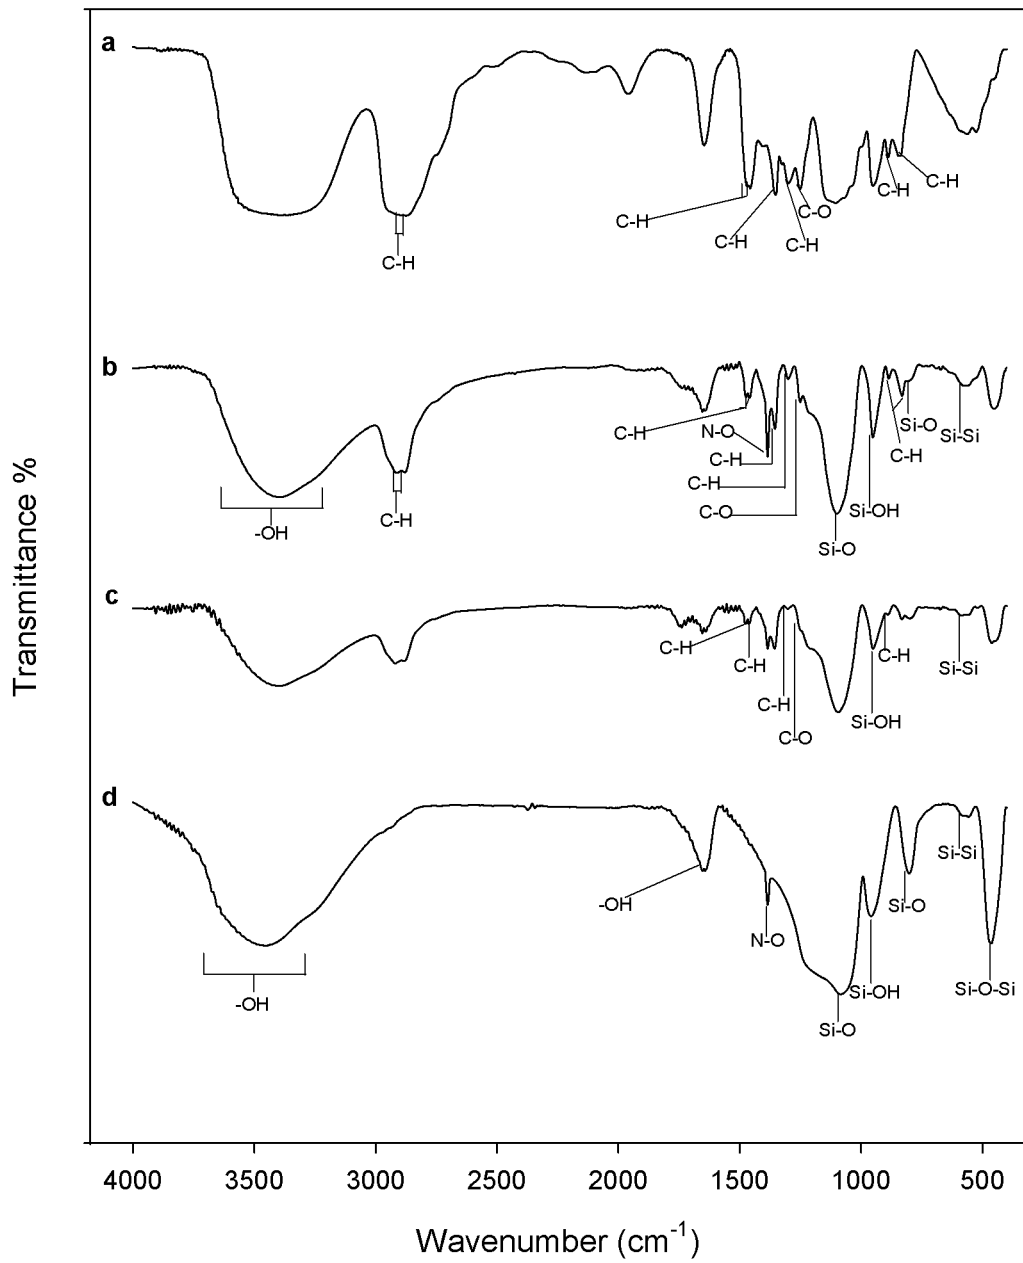 a
C-H
C-H
C-O
C-H
C-H
C-H
C-H
b
Si-O
C-H
N-O
Si-Si
C-H
C-H
C-H
Si-OH
C-O
C-H
-OH
Si-O
c
C-H
C-H
C-H
Si-Si
C-H
Si-OH
C-O
d
Si-Si
-OH
Si-O
N-O
Si-OH
Si-O-Si
-OH
Si-O
Transmittance %
4000 3500 3000 2500 2000 1500 1000 500
Wavenumber (cm⁻¹)